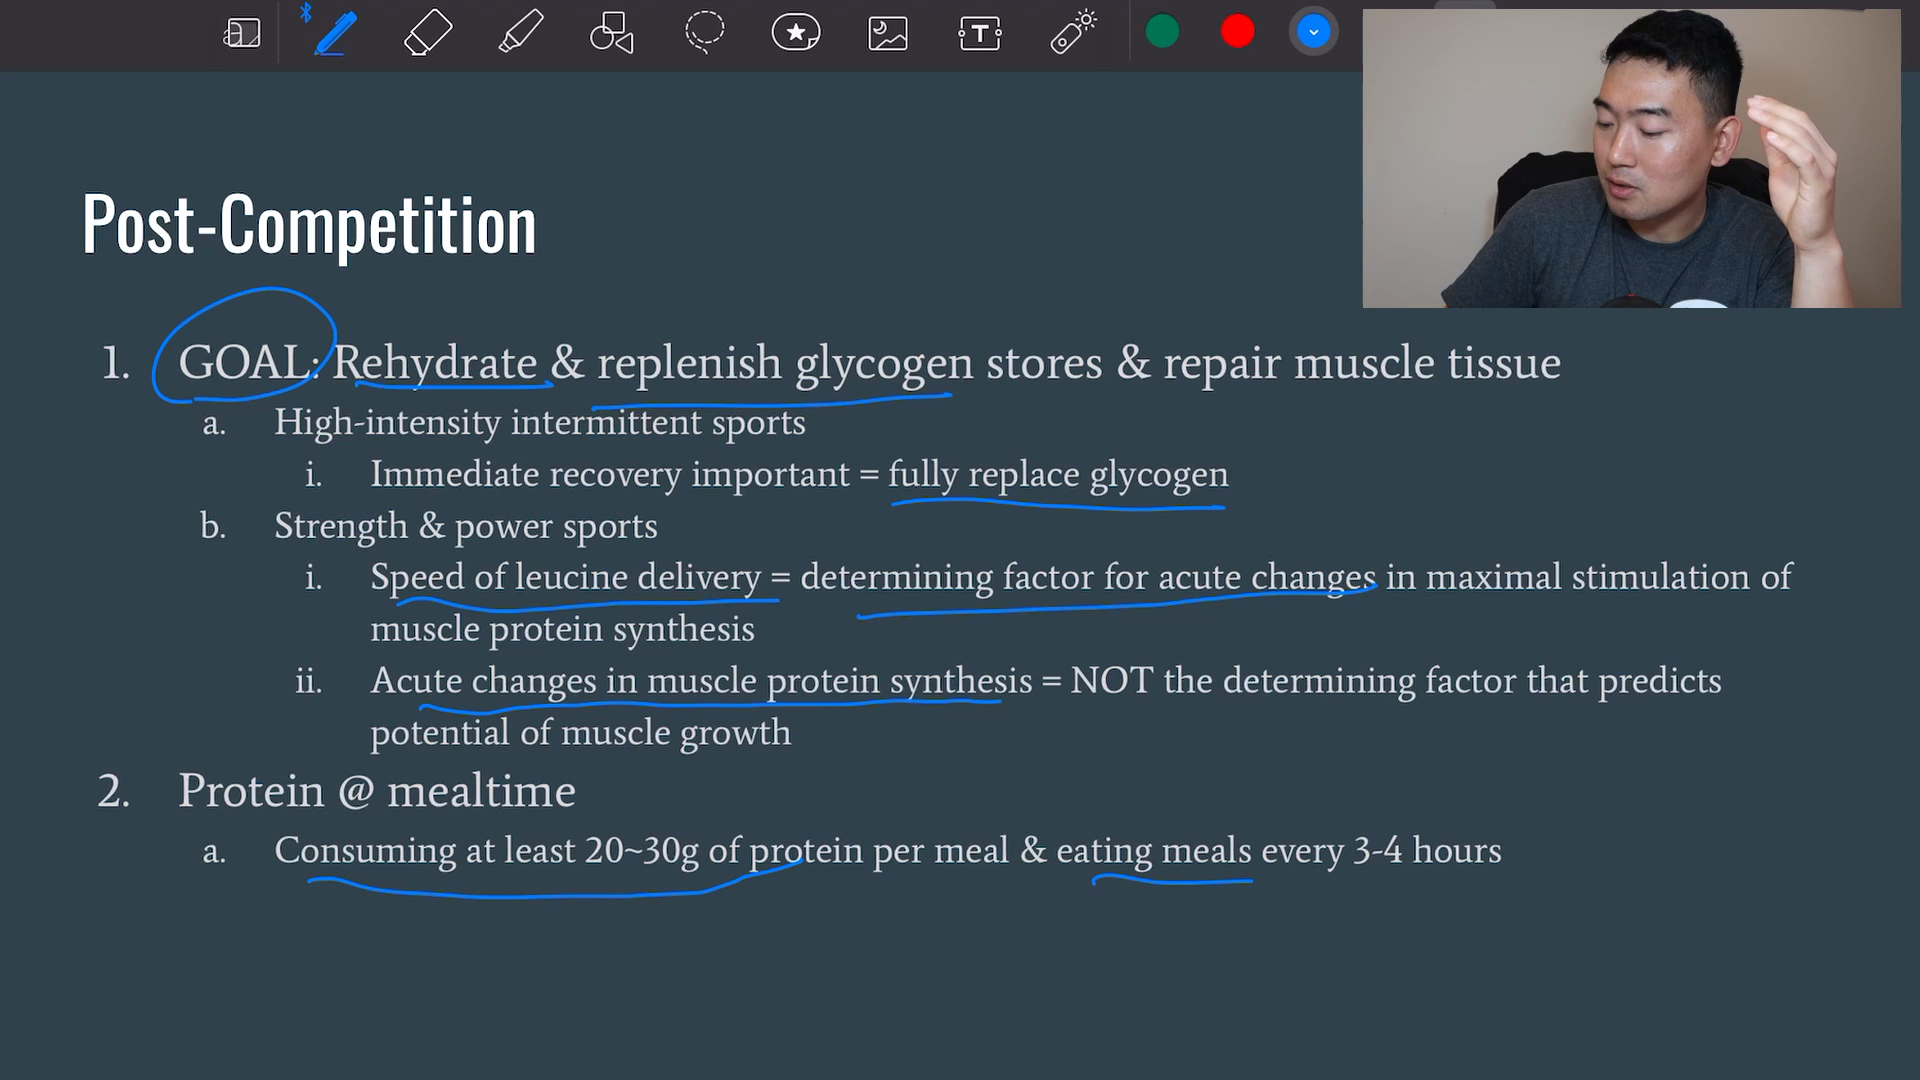 T
Post-Competition
1. GOAL: Rehydrate & replenish glycogen stores & repair muscle tissue
a. High-intensity intermittent sports
i. Immediate recovery important = fully replace glycogen
b. Strength & power sports
i. Speed of leucine delivery = determining factor for acute changes in maximal stimulation of
muscle protein synthesis
ii. Acute changes in muscle protein synthesis = NOT the determining factor that predicts
potential of muscle growth
2. Protein @ mealtime
a. Consuming at least 20~30g of protein per meal & eating meals every 3-4 hours